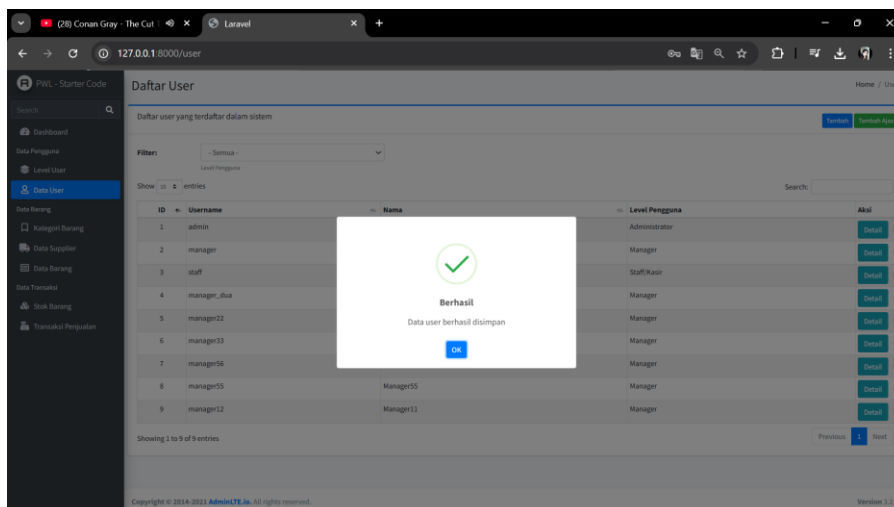 (28) Conan Gray - The Cut
Laravel
127.0.0.1:8000/user
PWL - Starter Code
Daftar User
Home /
Search
Daftar user yang terdaftar dalam sistem
Tambah
Tambah Ajax
Dashboard
Data Pengguna
Filter:
- Semua -
Level Pengguna
Level User
Data User
Show 10 entries
Search:
Data Barang
ID Username Nama Level Pengguna Aksi
Kategori Barang
1 admin Administrator Detail
Data Supplier
2 manager Manager Detail
Data Barang
3 staff Staff/Kasir Detail
Data Transaksi
4 manager_dua Manager Detail
Stok Barang
5 manager22 Manager Detail
Transaksi Penjualan
6 manager33 Manager Detail
7 manager56 Manager Detail
8 manager55 Manager55 Manager Detail
9 manager12 Manager11 Manager Detail
Berhasil
Data user berhasil disimpan
OK
Showing 1 to 9 of 9 entries
Previous 1 Next
Copyright © 2014-2021 AdminLTE.io. All rights reserved.
Version